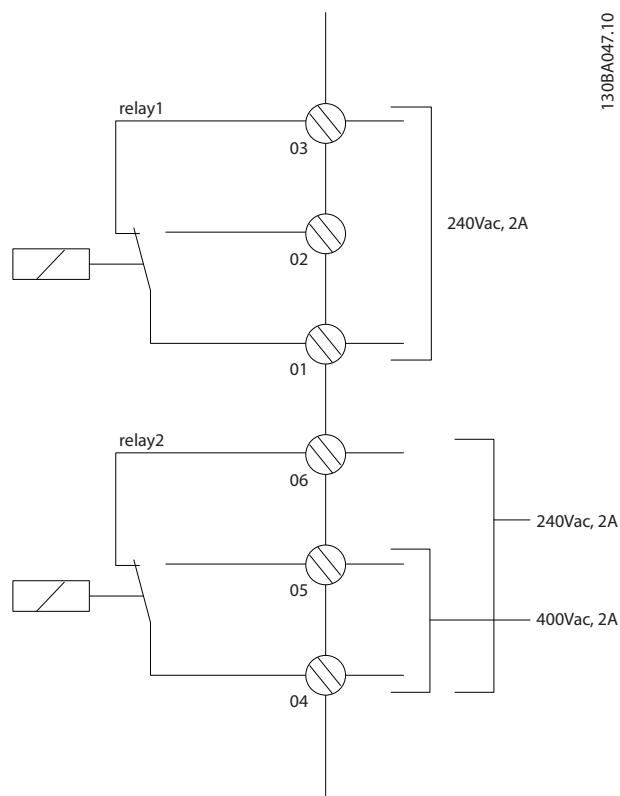 130BA047.10
relay1
03
240Vac, 2A
02
01
relay2
06
240Vac, 2A
05
400Vac, 2A
04